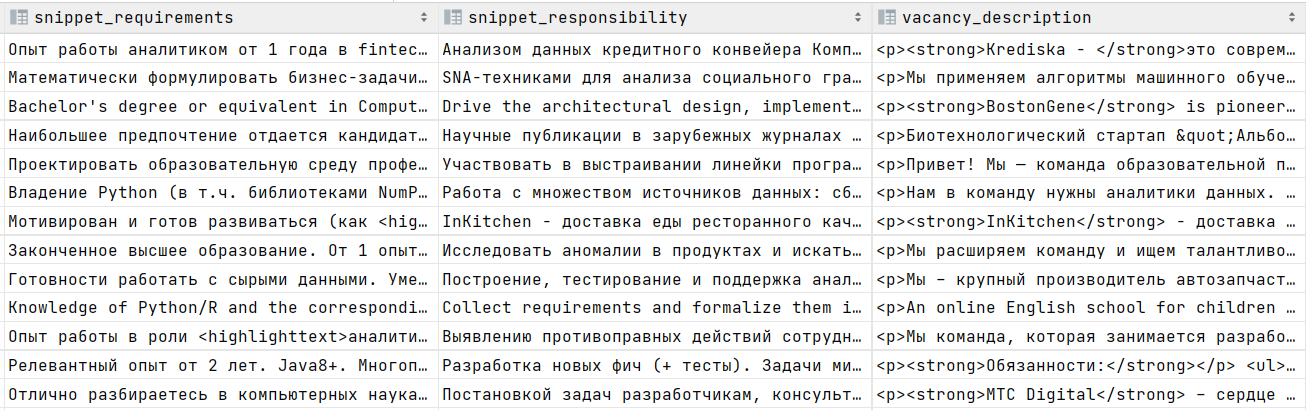 snippet_requirements snippet_responsibility vacancy_description
Опыт работы аналитиком от 1 года в fintec… Анализом данных кредитного конвейера Комп… <p><strong>Krediska - </strong>это соврем…
Математически формулировать бизнес-задачи… SNA-техниками для анализа социального гра… <p>Мы применяем алгоритмы машинного обуче…
Bachelor's degree or equivalent in Comput… Drive the architectural design, implement… <p><strong>BostonGene</strong> is pioneer…
Наибольшее предпочтение отдается кандидат… Научные публикации в зарубежных журналах … <p>Биотехнологический стартап &quot;Альбо…
Проектировать образовательную среду профе… Участвовать в выстраивании линейки програ… <p>Привет! Мы — команда образовательной п…
Владение Python (в т.ч. библиотеками NumP… Работа с множеством источников данных: сб… <p>Нам в команду нужны аналитики данных. …
Мотивирован и готов развиваться (как <hig… InKitchen - доставка еды ресторанного кач… <p><strong>InKitchen</strong> - доставка …
Законченное высшее образование. От 1 опыт… Исследовать аномалии в продуктах и искать… <p>Мы расширяем команду и ищем талантливо…
Готовности работать с сырыми данными. Уме… Построение, тестирование и поддержка анал… <p>Мы – крупный производитель автозапчаст…
Knowledge of Python/R and the correspondi… Collect requirements and formalize them i… <p>An online English school for children …
Опыт работы в роли <highlighttext>аналити… Выявлению противоправных действий сотрудн… <p>Мы команда, которая занимается разрабо…
Релевантный опыт от 2 лет. Java8+. Многоп… Разработка новых фич (+ тесты). Задачи ми… <p><strong>Обязанности:</strong></p> <ul>…
Отлично разбираетесь в компьютерных наука… Постановкой задач разработчикам, консульт… <p><strong>МТС Digital</strong> – сердце …